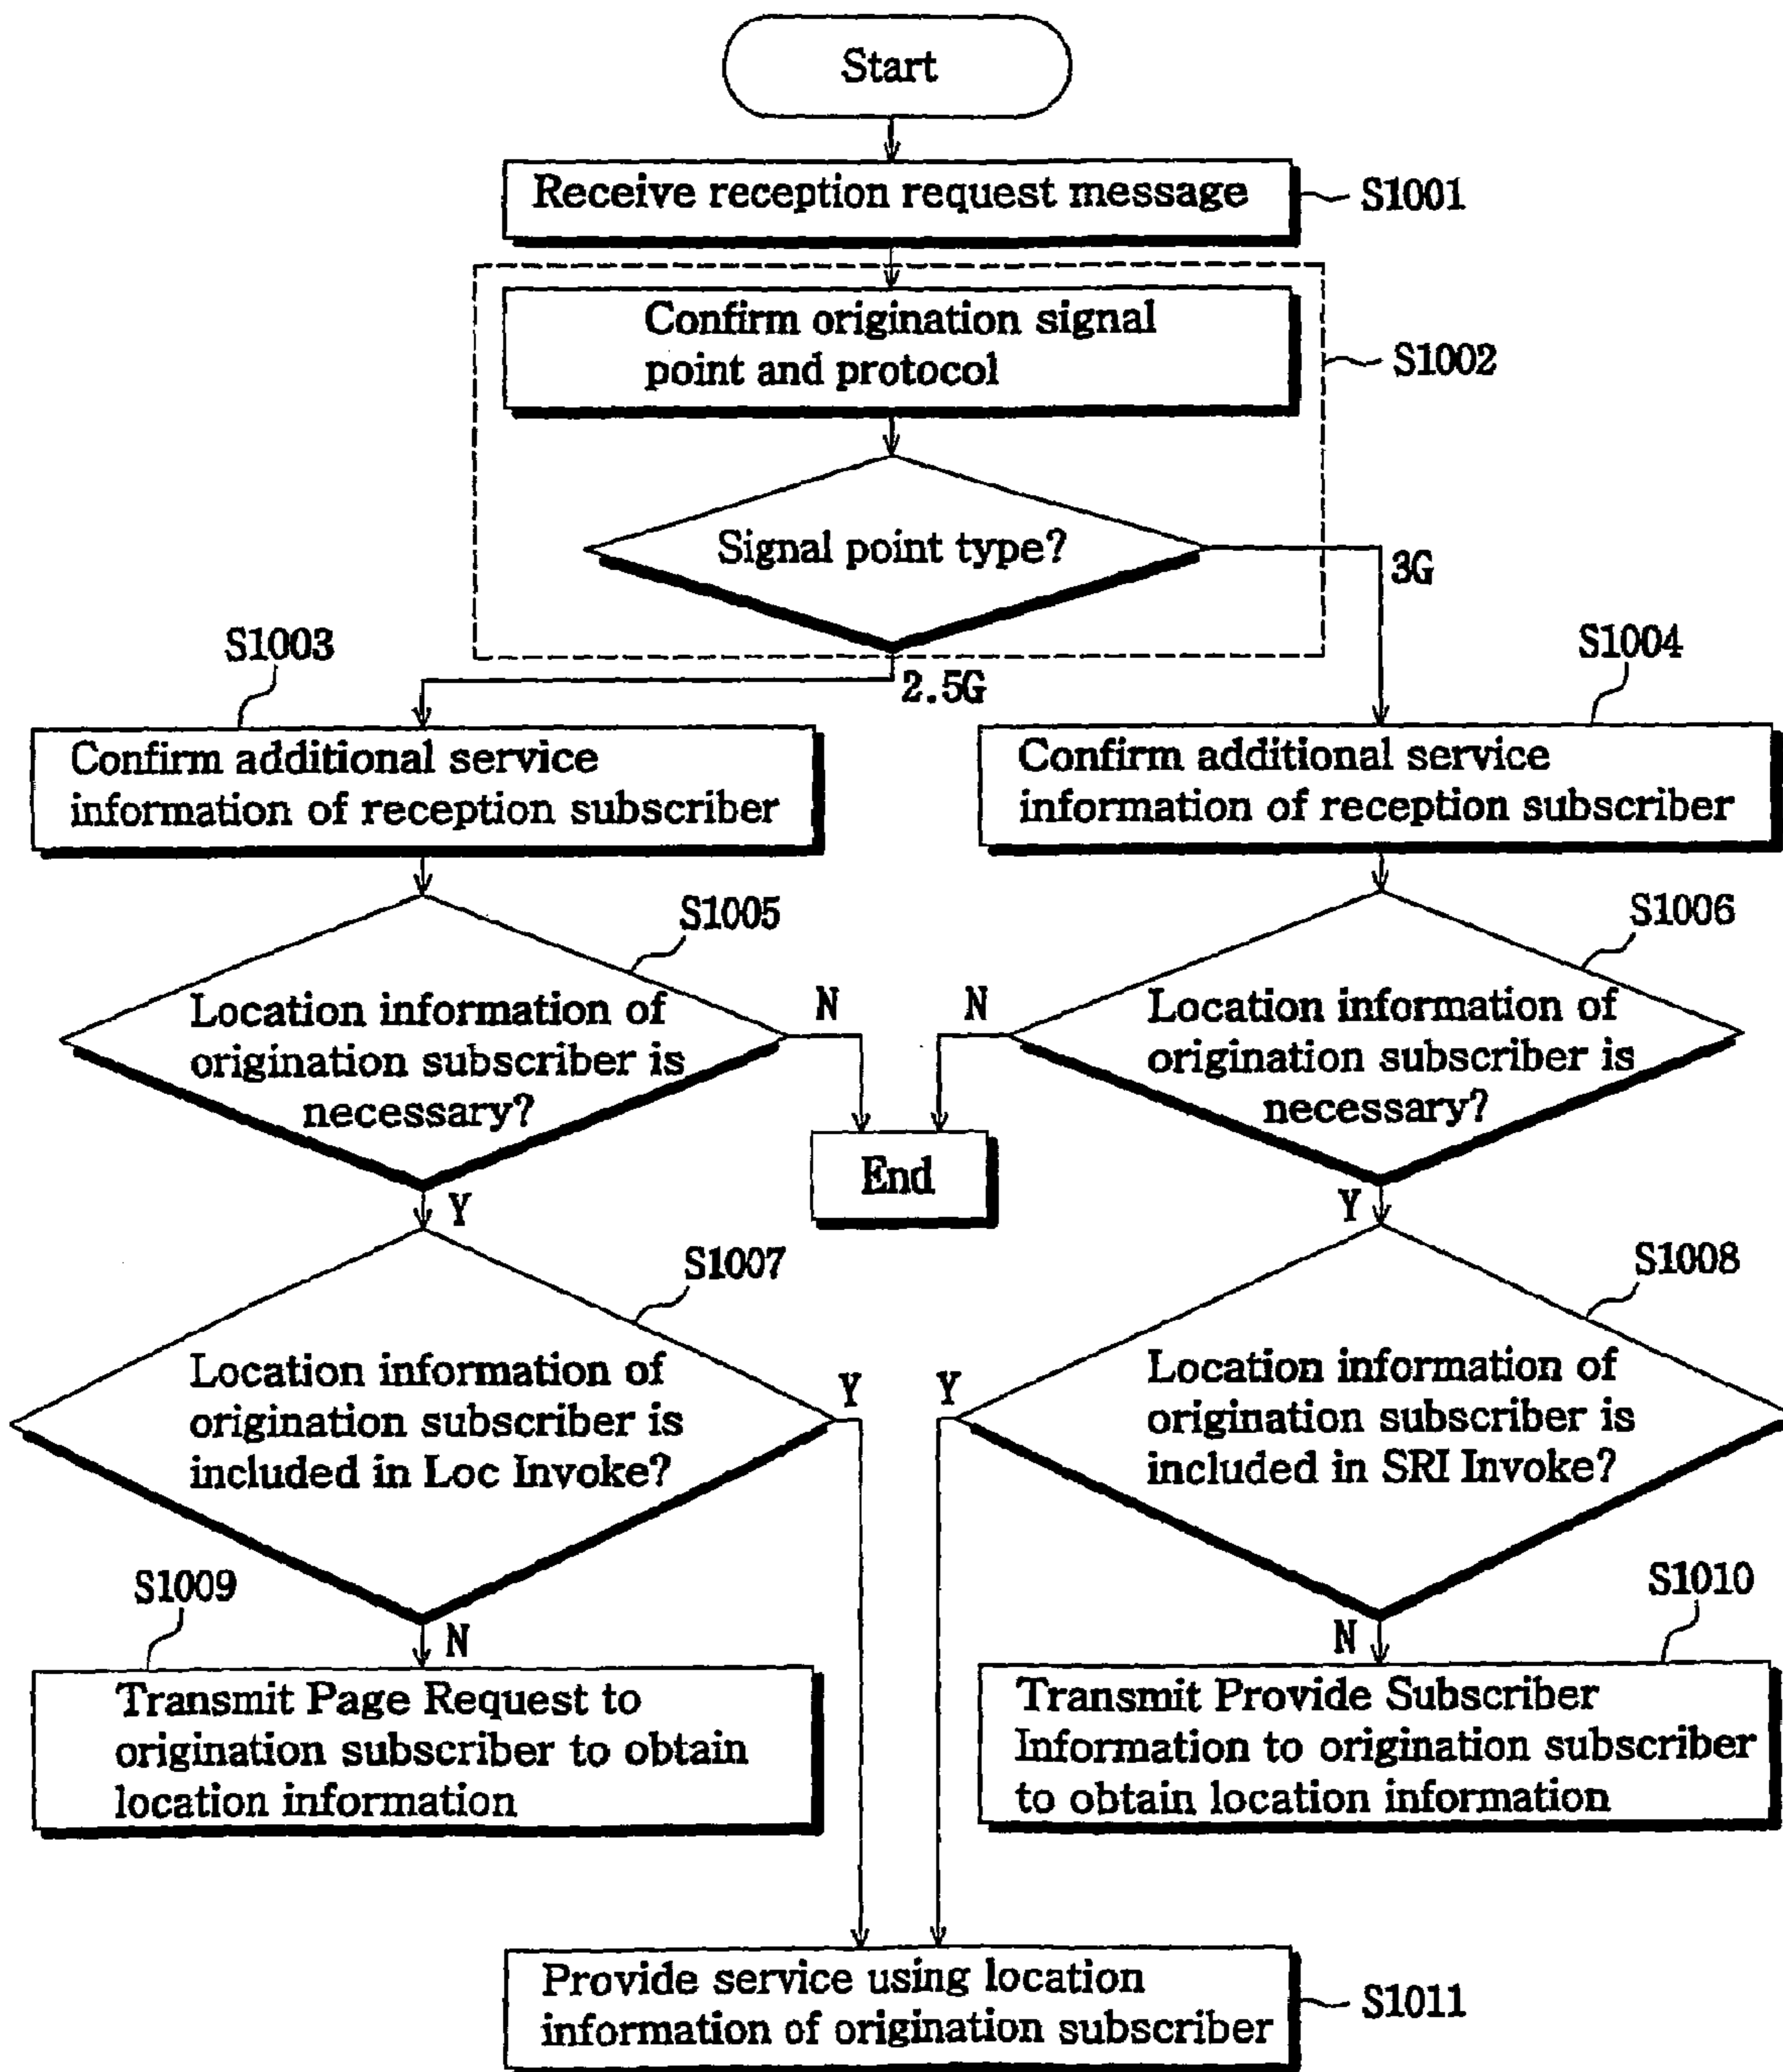 Start
Receive reception request message
S1001
Confirm origination signal
point and protocol
S1002
Signal point type?
3G
2.5G
S1003
S1004
Confirm additional service
information of reception subscriber
Confirm additional service
information of reception subscriber
S1005
S1006
Location information of
origination subscriber is
necessary?
N
N
Location information of
origination subscriber is
necessary?
End
Y
Y
S1007
S1008
Location information of
origination subscriber is
included in Loc Invoke?
Y
Y
Location information of
origination subscriber is
included in SRI Invoke?
S1009
S1010
N
N
Transmit Page Request to
origination subscriber to obtain
location information
Transmit Provide Subscriber
Information to origination subscriber
to obtain location information
Provide service using location
information of origination subscriber
S1011